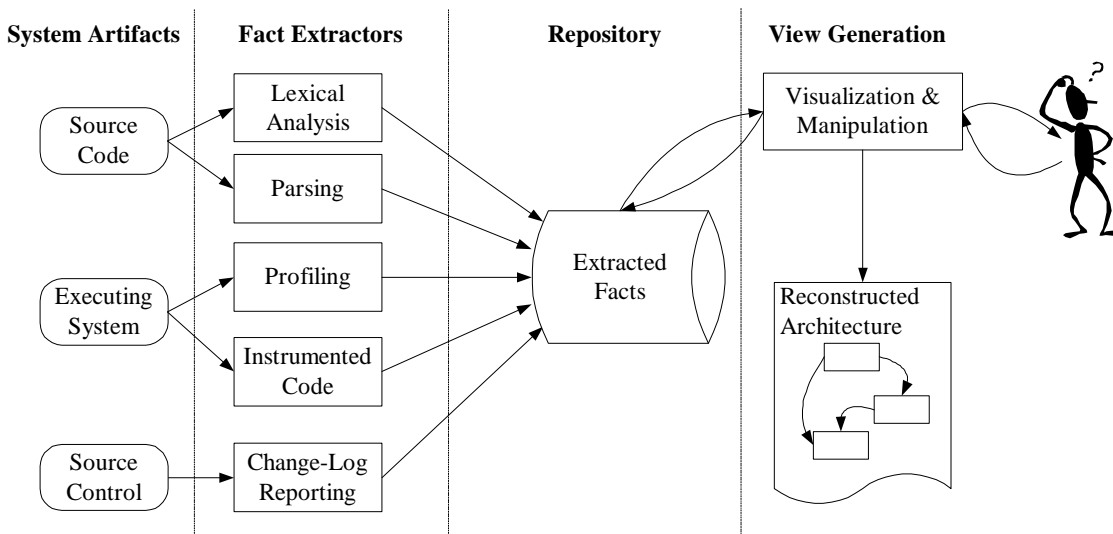 System Artifacts
Fact Extractors
Repository
View Generation
Source
Code
Executing
System
Source
Control
Lexical
Analysis
Parsing
Profiling
Instrumented
Code
Change-Log
Reporting
Extracted
Facts
Visualization &
Manipulation
?
Reconstructed
Architecture